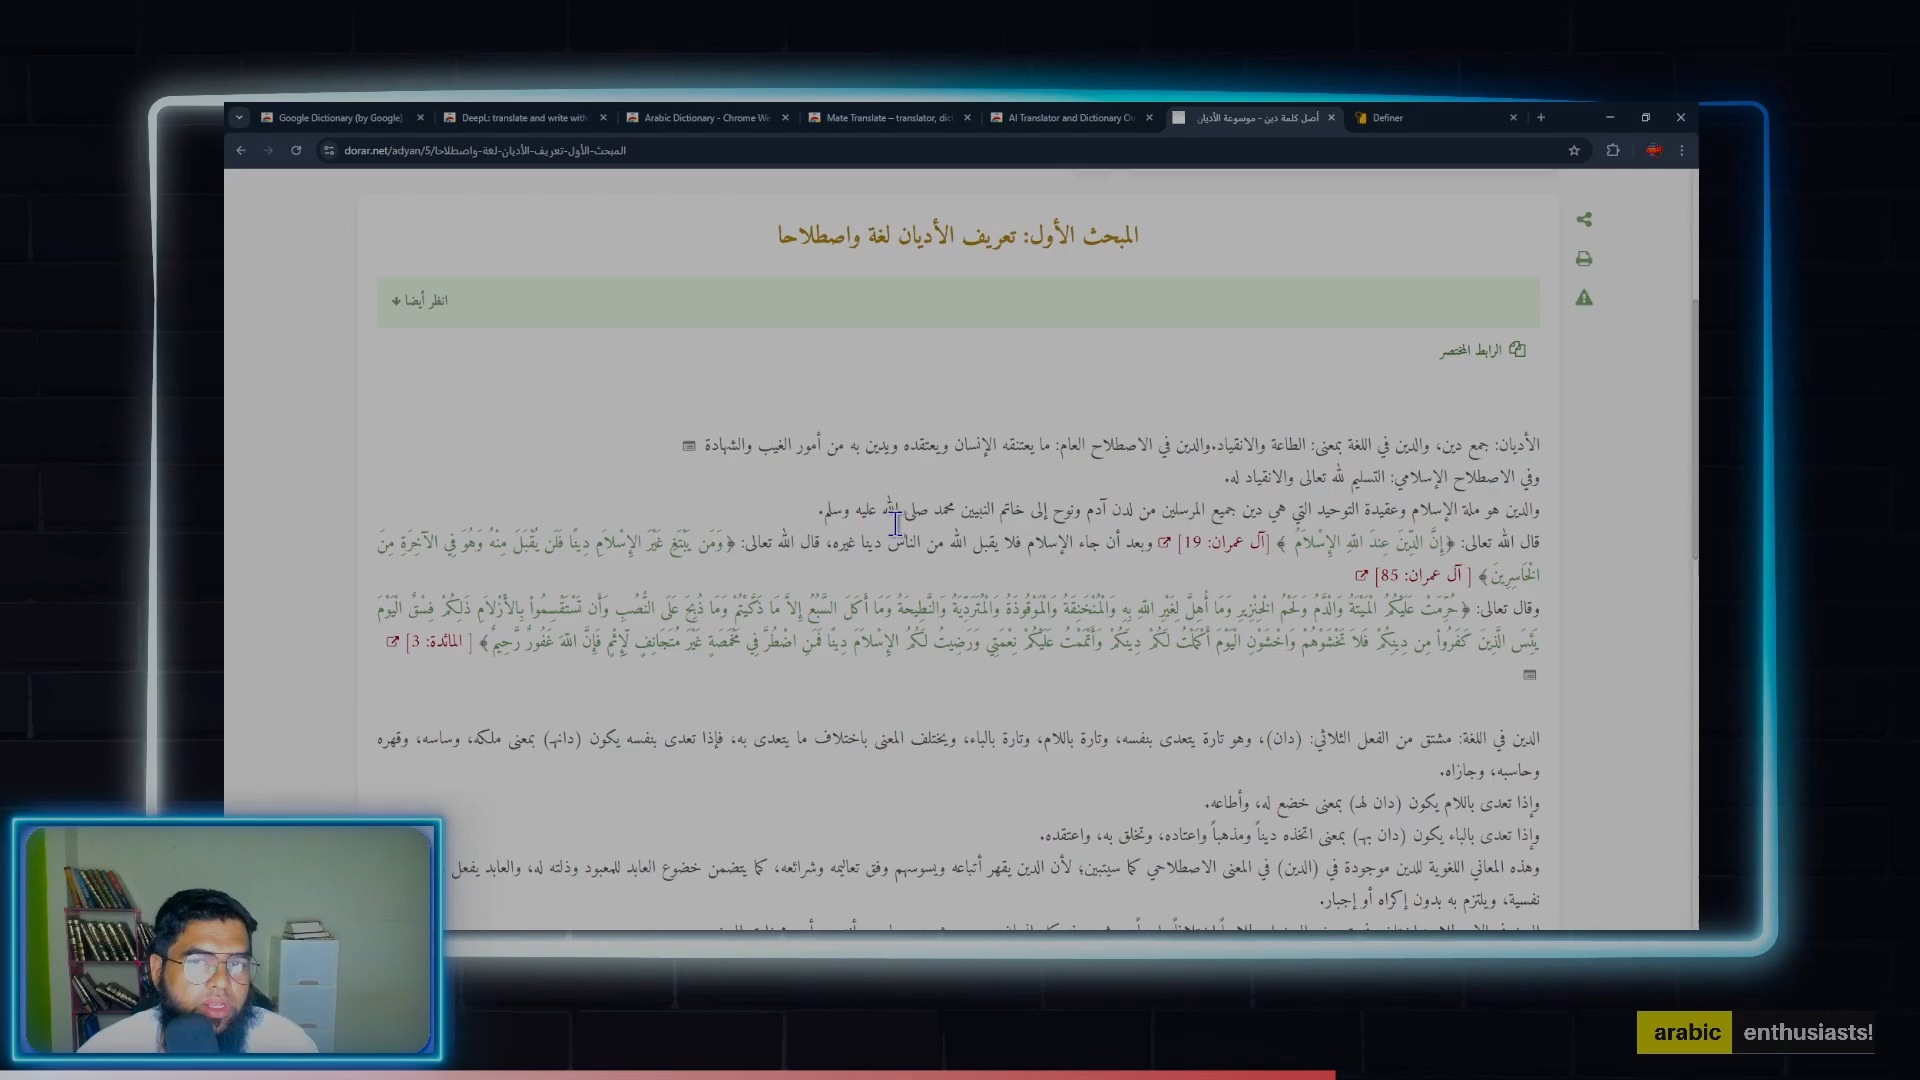 Google Dictionary (by Google)
DeepL: translate and write with
Arabic Dictionary - Chrome We
Mate Translate – translator, dict
AI Translator and Dictionary On
أصل كلمة دين - موسوعة الأديان
Definer
dorar.net/adyan/5/المبحث-الأول-تعريف-الأديان-لغة-واصطلاحا
المبحث الأول: تعريف الأديان لغة واصطلاحا
انظر أيضا
الرابط المختصر
الأديان: جمع دين، والدين في اللغة بمعنى: الطاعة والانقياد.والدين في الاصطلاح العام: ما يعتنقه الإنسان ويعتقده ويدين به من أمور الغيب والشهادة
وفي الاصطلاح الإسلامي: التسليم لله تعالى والانقياد له.
والدين هو ملة الإسلام وعقيدة التوحيد التي هي دين جميع المرسلين من لدن آدم ونوح إلى خاتم النبيين محمد صلى الله عليه وسلم.
قال الله تعالى: ﴿إِنَّ الدِّينَ عِندَ اللّهِ الإِسْلاَمُ ﴾ [آل عمران: 19] وبعد أن جاء الإسلام فلا يقبل الله من الناس دينا غيره، قال الله تعالى: ﴿وَمَن يَبْتَغِ غَيْرَ الإِسْلاَمِ دِينًا فَلَن يُقْبَلَ مِنْهُ وَهُوَ فِي الآخِرَةِ مِنَ
الْخَاسِرِينَ﴾ [ آل عمران: 85]
وقال تعالى: ﴿حُرِّمَتْ عَلَيْكُمُ الْمَيْتَةُ وَالْدَّمُ وَلَحْمُ الْخِنْزِيرِ وَمَا أُهِلَّ لِغَيْرِ اللّهِ بِهِ وَالْمُنْخَنِقَةُ وَالْمَوْقُوذَةُ وَالْمُتَرَدِّيَةُ وَالنَّطِيحَةُ وَمَا أَكَلَ السَّبُعُ إِلاَّ مَا ذَكَّيْتُمْ وَمَا ذُبِحَ عَلَى النُّصُبِ وَأَن تَسْتَقْسِمُواْ بِالأَزْلاَمِ ذَلِكُمْ فِسْقٌ الْيَوْمَ
يَئِسَ الَّذِينَ كَفَرُواْ مِن دِينِكُمْ فَلاَ تَخْشَوْهُمْ وَاخْشَوْنِ الْيَوْمَ أَكْمَلْتُ لَكُمْ دِينَكُمْ وَأَتْمَمْتُ عَلَيْكُمْ نِعْمَتِي وَرَضِيتُ لَكُمُ الإِسْلاَمَ دِينًا فَمَنِ اضْطُرَّ فِي مَخْمَصَةٍ غَيْرَ مُتَجَانِفٍ لِّإِثْمٍ فَإِنَّ اللّهَ غَفُورٌ رَّحِيمٌ﴾ [ المائدة: 3]
الدين في اللغة: مشتق من الفعل الثلاثي: (دان)، وهو تارة يتعدى بنفسه، وتارة باللام، وتارة بالباء، ويختلف المعنى باختلاف ما يتعدى به، فإذا تعدى بنفسه يكون (دانه) بمعنى ملكه، وساسه، وقهره
وحاسبه، وجازاه.
وإذا تعدى باللام يكون (دان له) بمعنى خضع له، وأطاعه.
وإذا تعدى بالباء يكون (دان به) بمعنى اتخذه ديناً ومذهباً واعتاده، وتخلق به، واعتقده.
وهذه المعاني اللغوية للدين موجودة في (الدين) في المعنى الاصطلاحي كما سيتبين؛ لأن الدين يقهر أتباعه ويسوسهم وفق تعاليمه وشرائعه، كما يتضمن خضوع العابد للمعبود وذلته له، والعابد يفعل
نفسية، ويلتزم به بدون إكراه أو إجبار.
arabic enthusiasts!